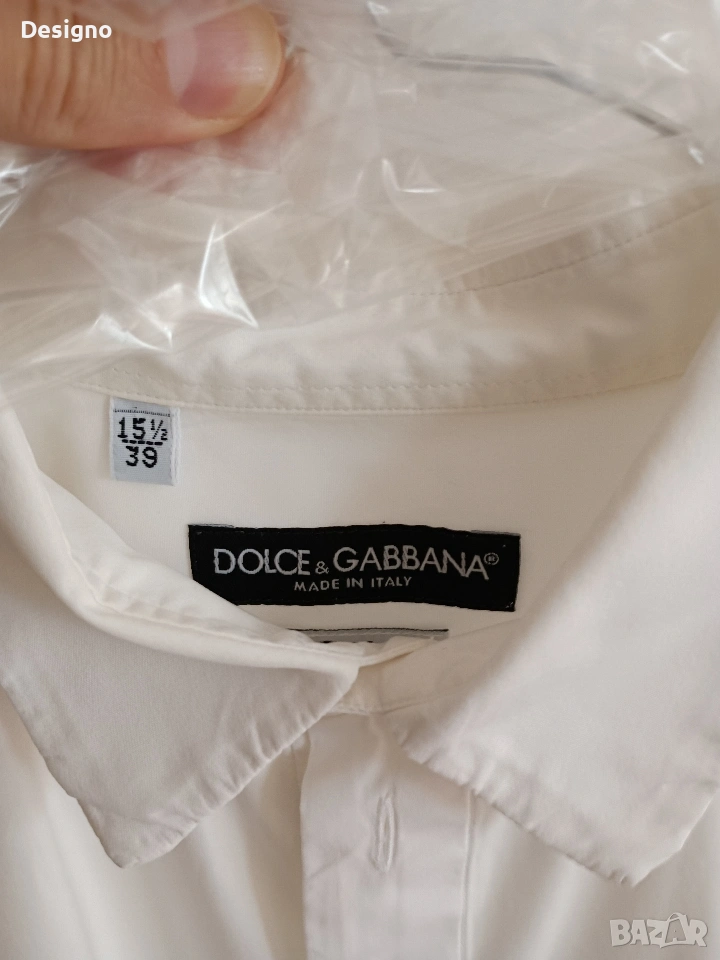 Designo
15½
39
DOLCE & GABBANA®
MADE IN ITALY
BAZAR